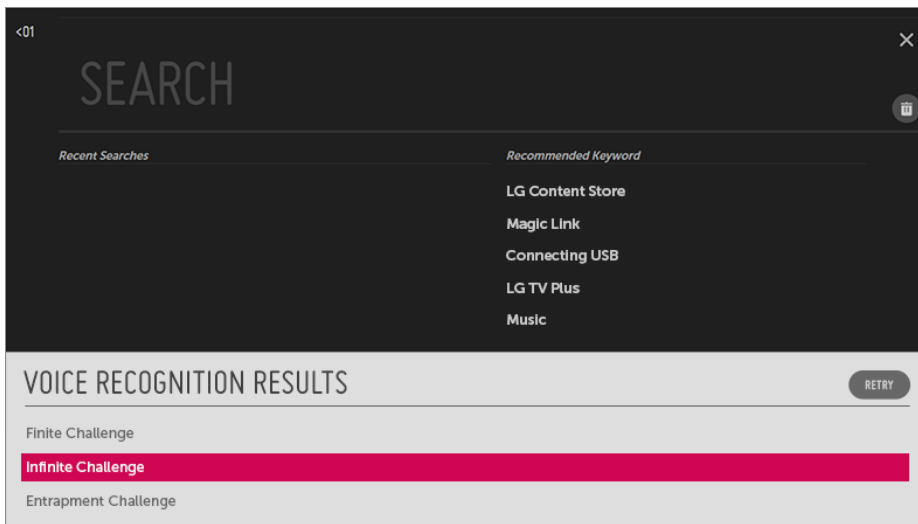 <01
SEARCH
Recent Searches
Recommended Keyword
LG Content Store
Magic Link
Connecting USB
LG TV Plus
Music
VOICE RECOGNITION RESULTS
RETRY
Finite Challenge
Infinite Challenge
Entrapment Challenge